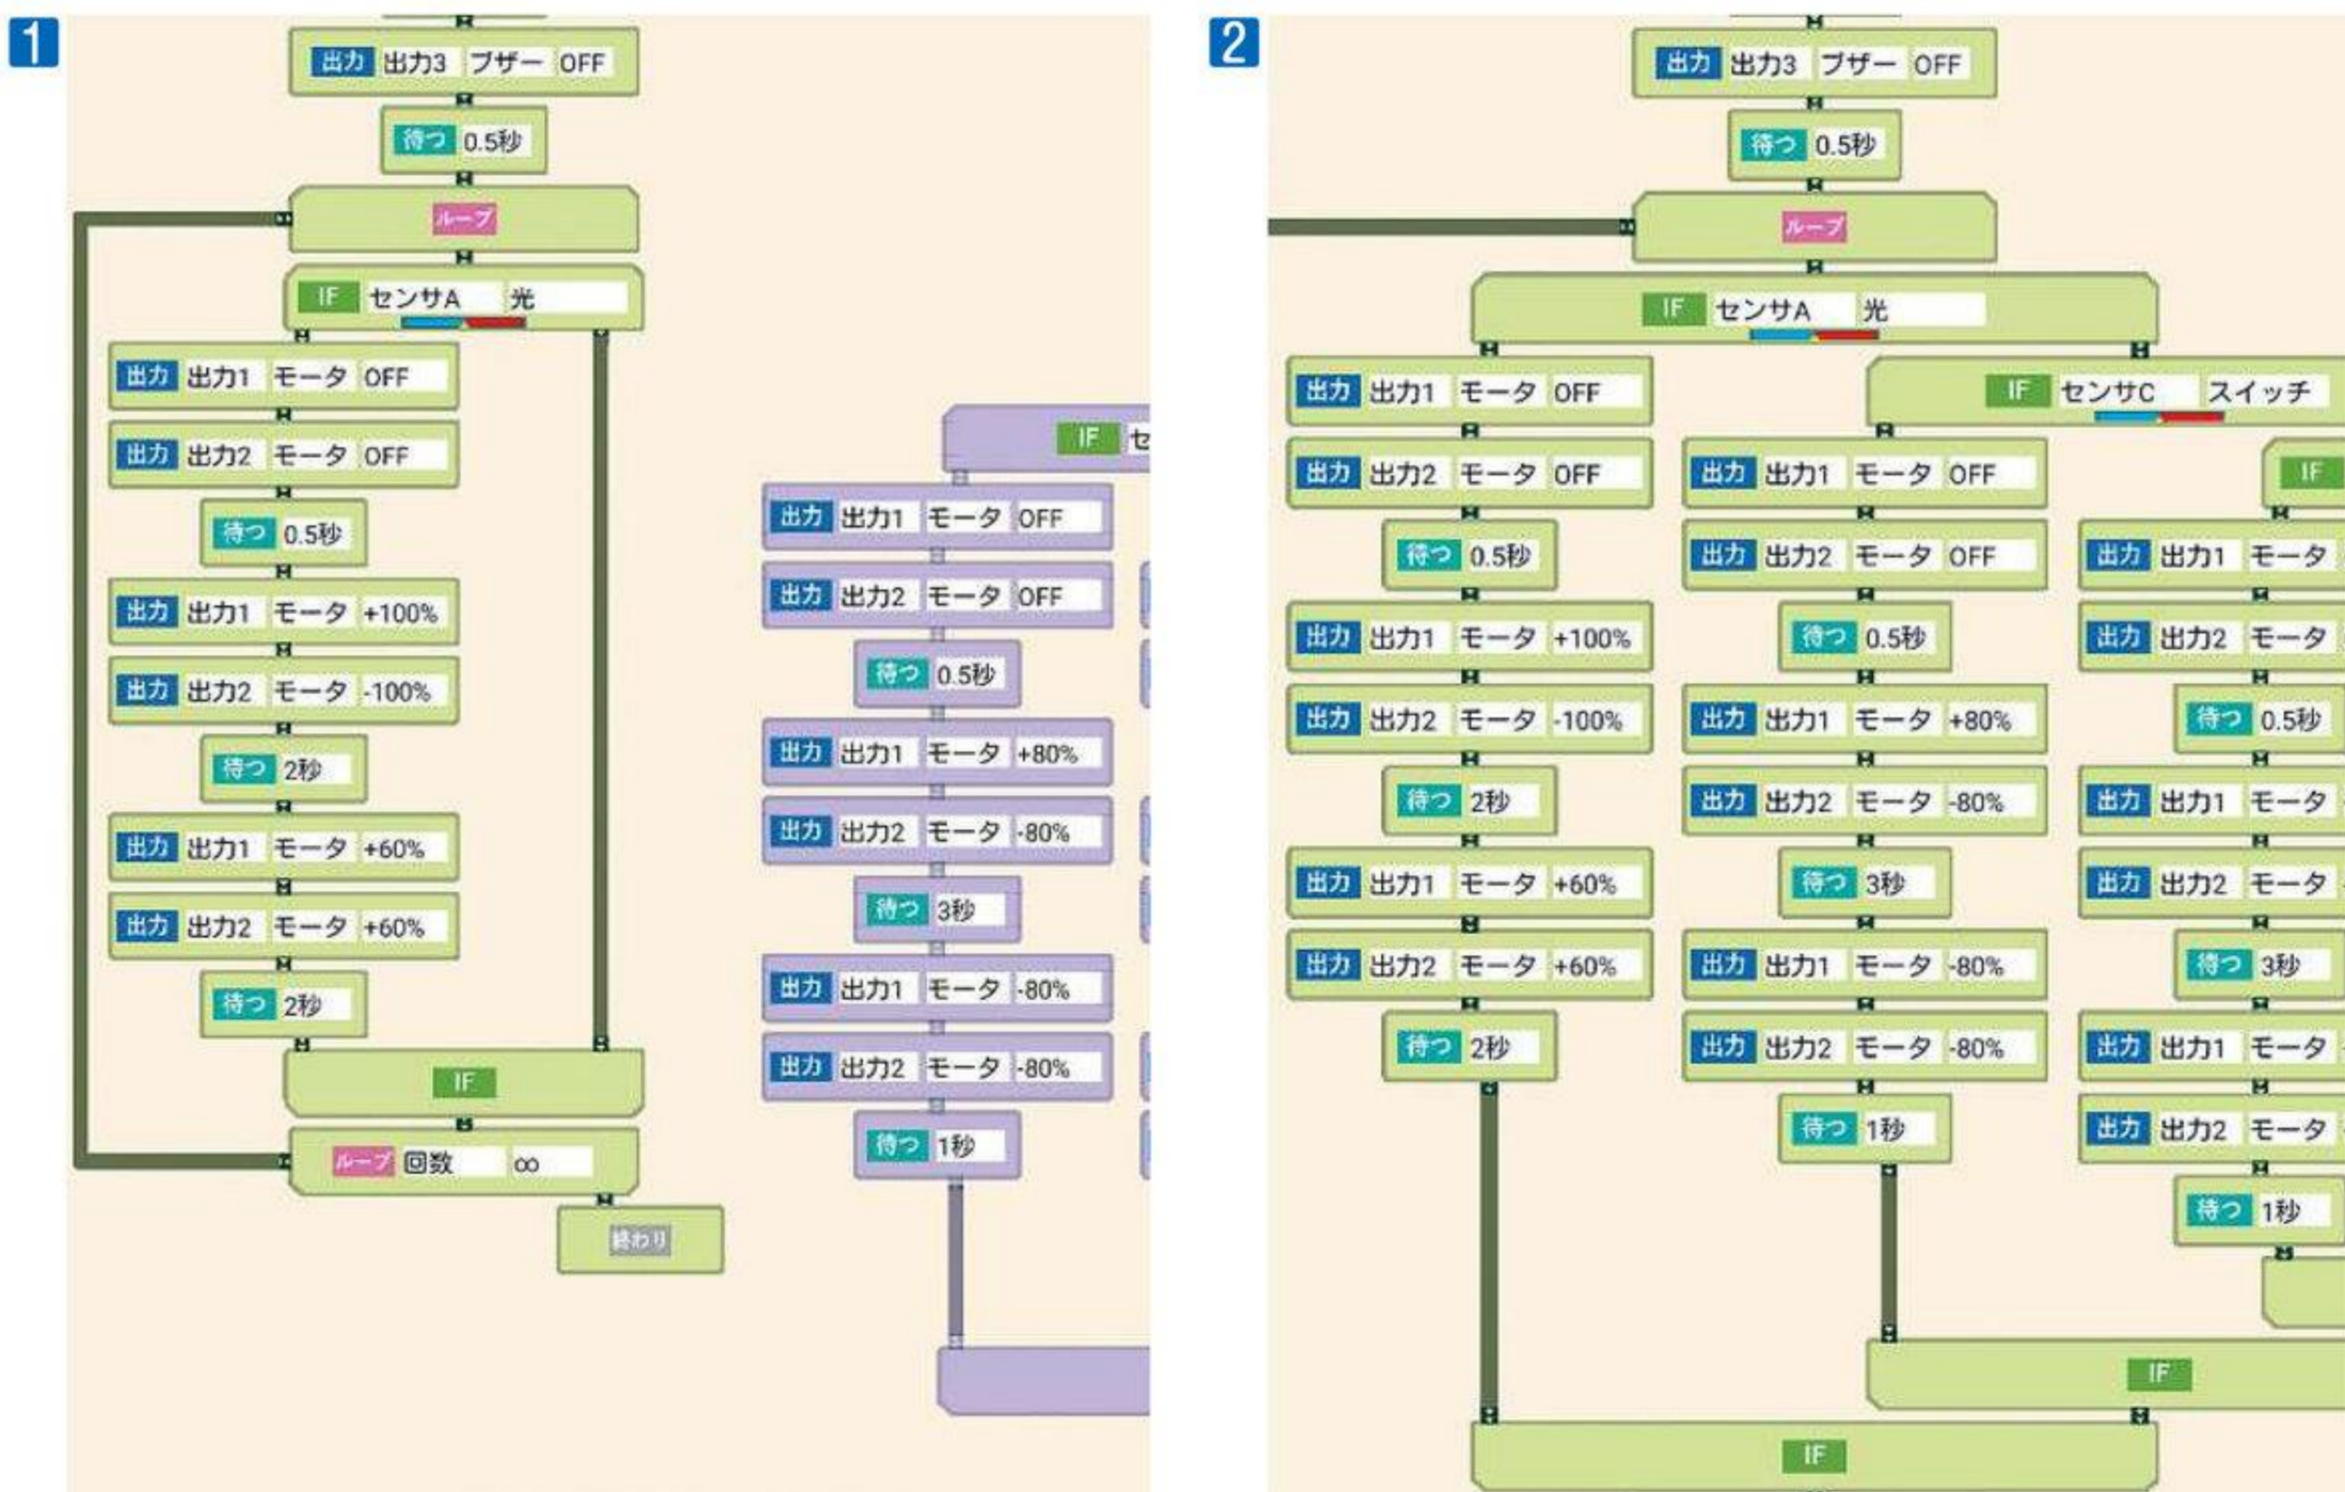 1
出力 出力3 ブザー OFF
待つ 0.5秒
ループ
IF センサA 光
出力 出力1 モータ OFF
出力 出力2 モータ OFF
待つ 0.5秒
出力 出力1 モータ +100%
出力 出力2 モータ -100%
待つ 2秒
出力 出力1 モータ +60%
出力 出力2 モータ +60%
待つ 2秒
IF
ループ 回数 ∞
終わり
IF セ
出力 出力1 モータ OFF
出力 出力2 モータ OFF
待つ 0.5秒
出力 出力1 モータ +80%
出力 出力2 モータ -80%
待つ 3秒
出力 出力1 モータ -80%
出力 出力2 モータ -80%
待つ 1秒
2
出力 出力3 ブザー OFF
待つ 0.5秒
ループ
IF センサA 光
出力 出力1 モータ OFF
出力 出力2 モータ OFF
待つ 0.5秒
出力 出力1 モータ +100%
出力 出力2 モータ -100%
待つ 2秒
出力 出力1 モータ +60%
出力 出力2 モータ +60%
待つ 2秒
IF センサC スイッチ
出力 出力1 モータ OFF
出力 出力2 モータ OFF
待つ 0.5秒
出力 出力1 モータ +80%
出力 出力2 モータ -80%
待つ 3秒
出力 出力1 モータ -80%
出力 出力2 モータ -80%
待つ 1秒
IF
出力 出力1 モータ
出力 出力2 モータ
待つ 0.5秒
出力 出力1 モータ
出力 出力2 モータ
待つ 3秒
出力 出力1 モータ
出力 出力2 モータ
待つ 1秒
IF
IF